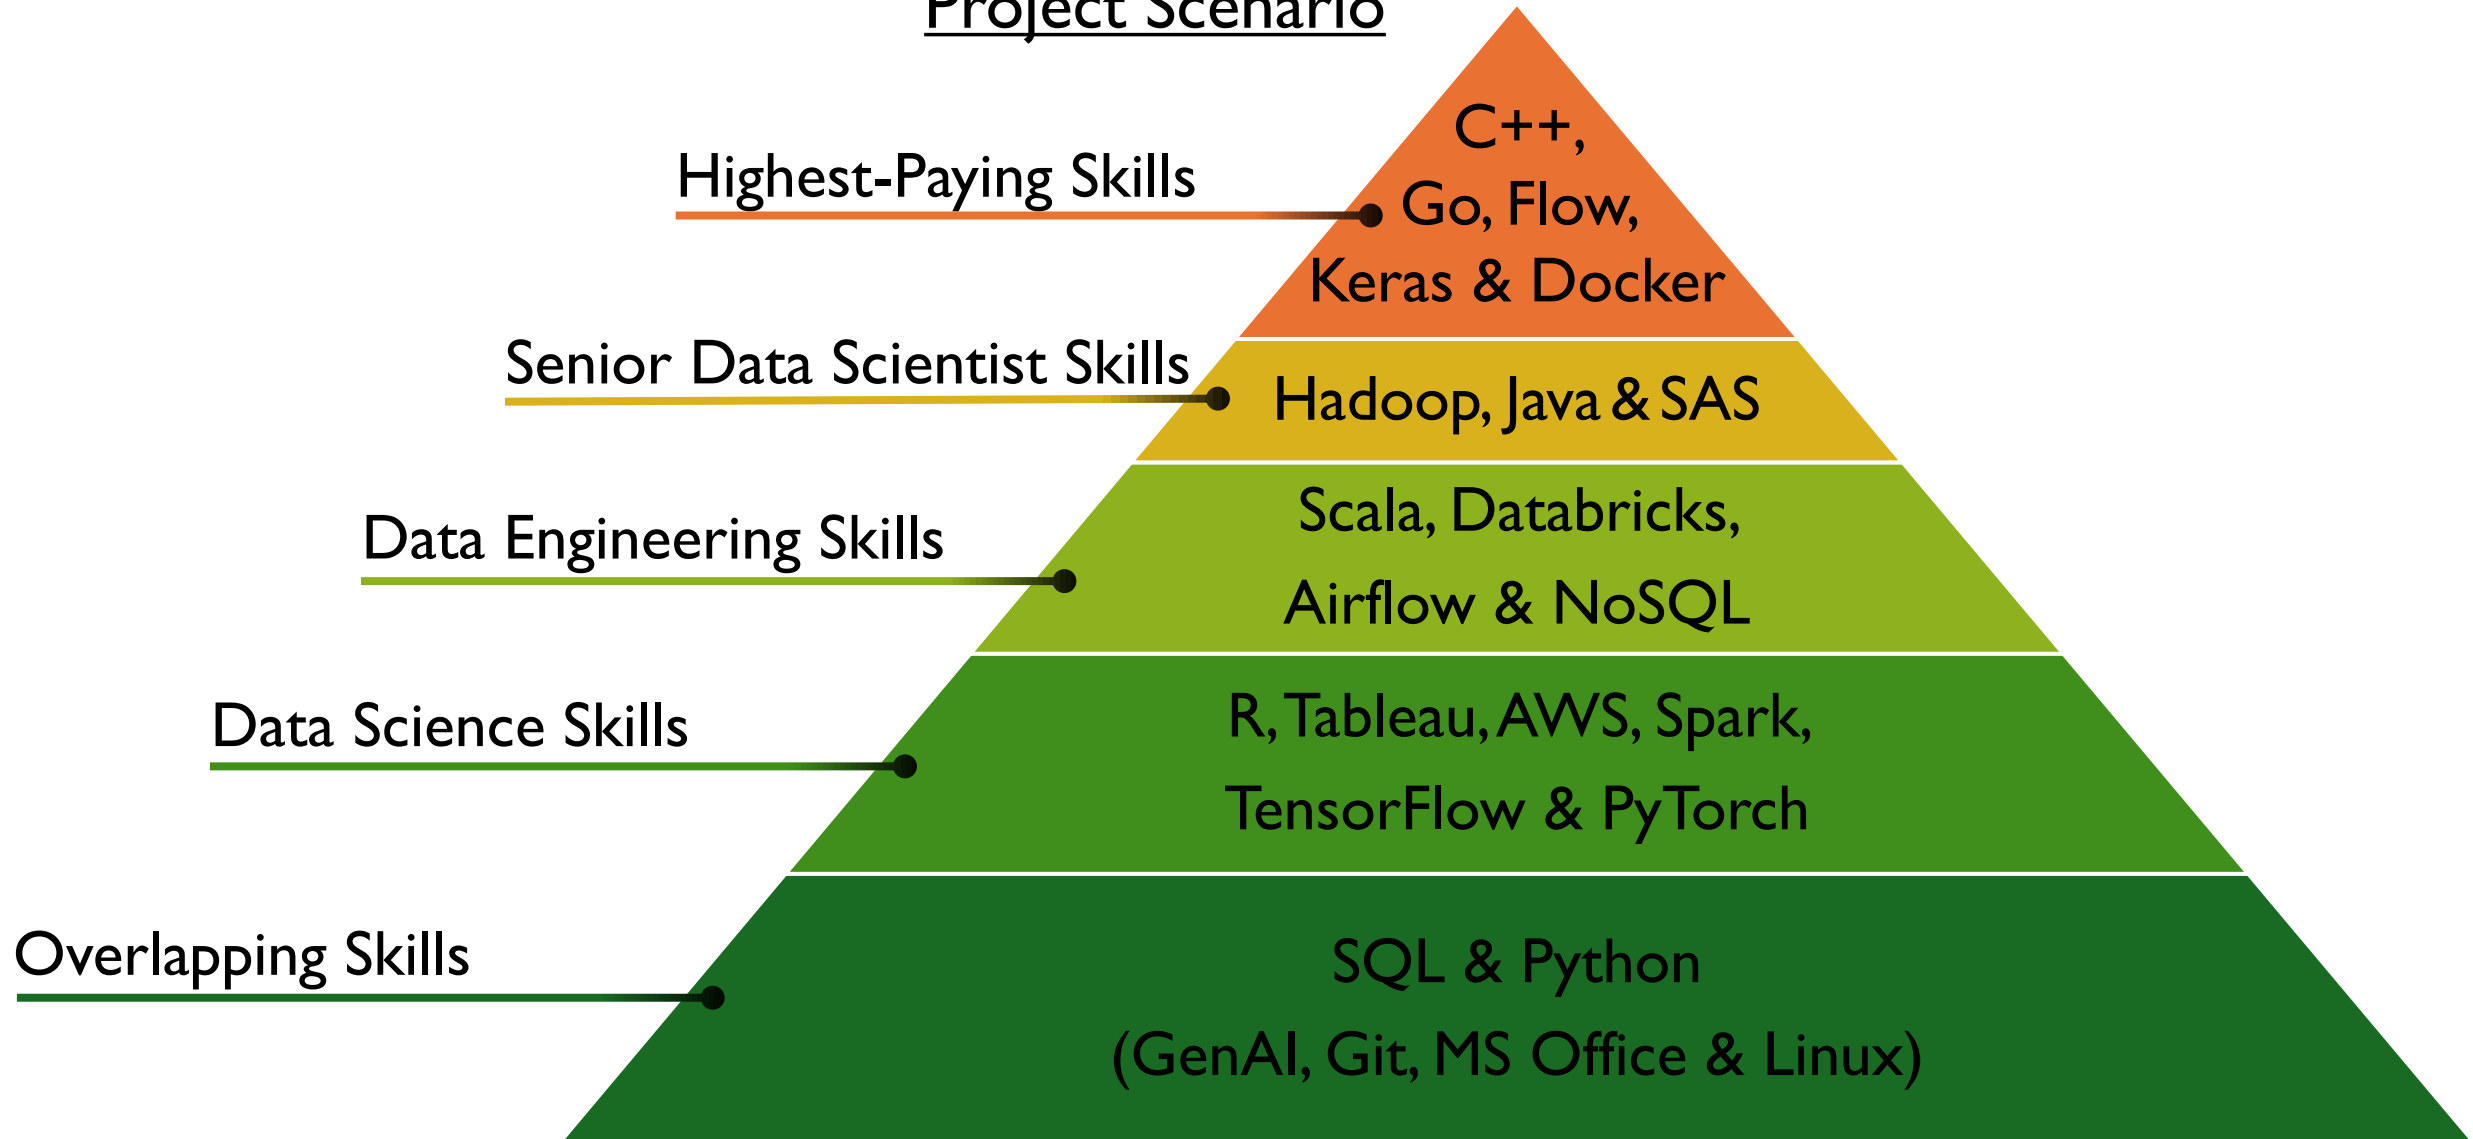 Project Scenario
Highest-Paying Skills
C++,
Go, Flow,
Keras & Docker
Senior Data Scientist Skills
Hadoop, Java & SAS
Data Engineering Skills
Scala, Databricks,
Airflow & NoSQL
Data Science Skills
R, Tableau, AWS, Spark,
TensorFlow & PyTorch
Overlapping Skills
SQL & Python
(GenAI, Git, MS Office & Linux)